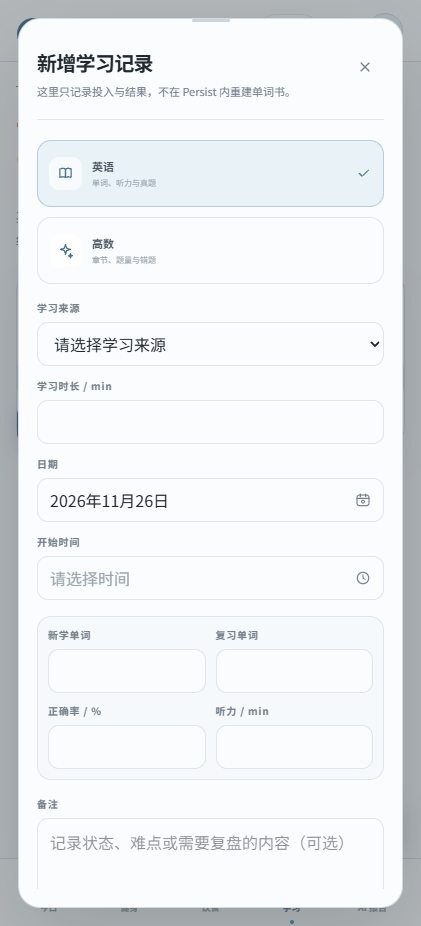 新增学习记录
这里只记录投入与结果，不在 Persist 内重建单词书。
英语
单词、听力与真题
高数
章节、题量与错题
学习来源
请选择学习来源
学习时长 / min
日期
2026年11月26日
开始时间
请选择时间
新学单词
复习单词
正确率 / %
听力 / min
备注
记录状态、难点或需要复盘的内容（可选）